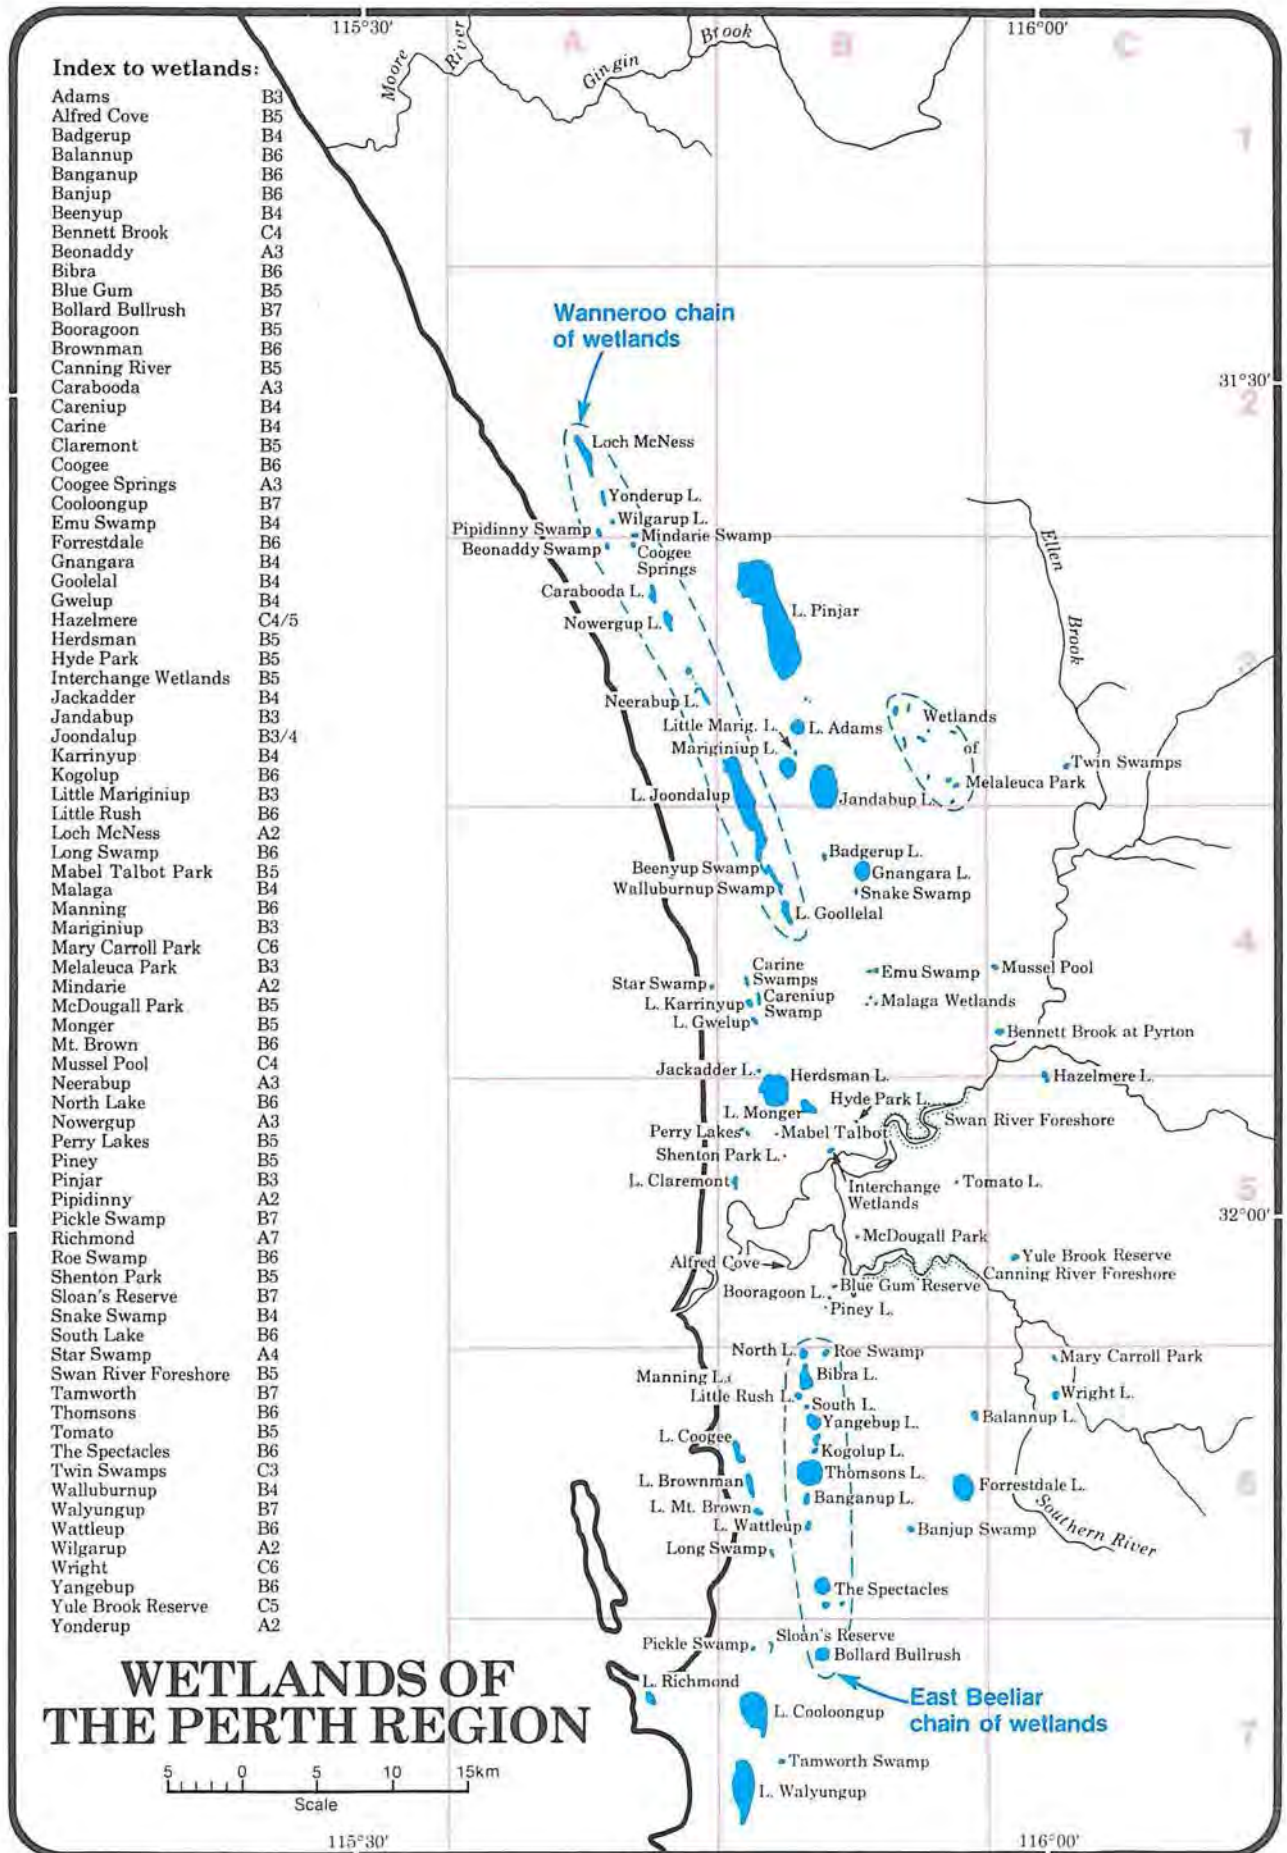 115°30'
116°00'
A
B
C
Moore
River
Gingin
Brook
Index to wetlands:
Adams B3
Alfred Cove B5
Badgerup B4
Balannup B6
Banganup B6
Banjup B6
Beenyup B4
Bennett Brook C4
Beonaddy A3
Bibra B6
Blue Gum B5
Bollard Bullrush B7
Booragoon B5
Brownman B6
Canning River B5
Carabooda A3
Careniup B4
Carine B4
Claremont B5
Coogee B6
Coogee Springs A3
Cooloongup B7
Emu Swamp B4
Forrestdale B6
Gnangara B4
Goolelal B4
Gwelup B4
Hazelmere C4/5
Herdsman B5
Hyde Park B5
Interchange Wetlands B5
Jackadder B4
Jandabup B3
Joondalup B3/4
Karrinyup B4
Kogolup B6
Little Mariginiup B3
Little Rush B6
Loch McNess A2
Long Swamp B6
Mabel Talbot Park B5
Malaga B4
Manning B6
Mariginiup B3
Mary Carroll Park C6
Melaleuca Park B3
Mindarie A2
McDougall Park B5
Monger B5
Mt. Brown B6
Mussel Pool C4
Neerabup A3
North Lake B6
Nowergup A3
Perry Lakes B5
Piney B5
Pinjar B3
Pipidinny A2
Pickle Swamp B7
Richmond A7
Roe Swamp B6
Shenton Park B5
Sloan's Reserve B7
Snake Swamp B4
South Lake B6
Star Swamp A4
Swan River Foreshore B5
Tamworth B7
Thomsons B6
Tomato B5
The Spectacles B6
Twin Swamps C3
Walluburnup B4
Walyungup B7
Wattleup B6
Wilgarup A2
Wright C6
Yangebup B6
Yule Brook Reserve C5
Yonderup A2
1
Wanneroo chain
of wetlands
31°30'
2
Loch McNess
Yonderup L.
Wilgarup L.
Pipidinny Swamp
Mindarie Swamp
Beonaddy Swamp
Coogee
Springs
Ellen
Brook
Carabooda L.
L. Pinjar
Nowergup L.
3
Neerabup L.
Wetlands
of
Melaleuca Park
Little Marig. L.
L. Adams
Mariginiup L.
Twin Swamps
L. Joondalup
Jandabup L.
Badgerup L.
Beenyup Swamp
Gnangara L.
Walluburnup Swamp
Snake Swamp
L. Goollelal
4
Carine
Swamps
Emu Swamp
Mussel Pool
Star Swamp
L. Karrinyup
Careniup
Swamp
Malaga Wetlands
L. Gwelup
Bennett Brook at Pyrton
Jackadder L.
Herdsman L.
Hazelmere L.
Hyde Park L.
L. Monger
Swan River Foreshore
Perry Lakes
Mabel Talbot
Shenton Park L.
L. Claremont
Interchange
Wetlands
Tomato L.
5
32°00'
McDougall Park
Alfred Cove
Yule Brook Reserve
Canning River Foreshore
Booragoon L.
Blue Gum Reserve
Piney L.
North L.
Roe Swamp
Mary Carroll Park
Manning L.
Bibra L.
Little Rush L.
Wright L.
South L.
Yangebup L.
Balannup L.
L. Coogee
Kogolup L.
Thomsons L.
L. Brownman
Forrestdale L.
6
Banganup L.
L. Mt. Brown
L. Wattleup
Banjup Swamp
Southern River
Long Swamp
The Spectacles
Sloan's Reserve
Pickle Swamp
Bollard Bullrush
L. Richmond
East Beeliar
chain of wetlands
L. Cooloongup
7
Tamworth Swamp
L. Walyungup
WETLANDS OF
THE PERTH REGION
5 0 5 10 15km
Scale
115°30'
116°00'